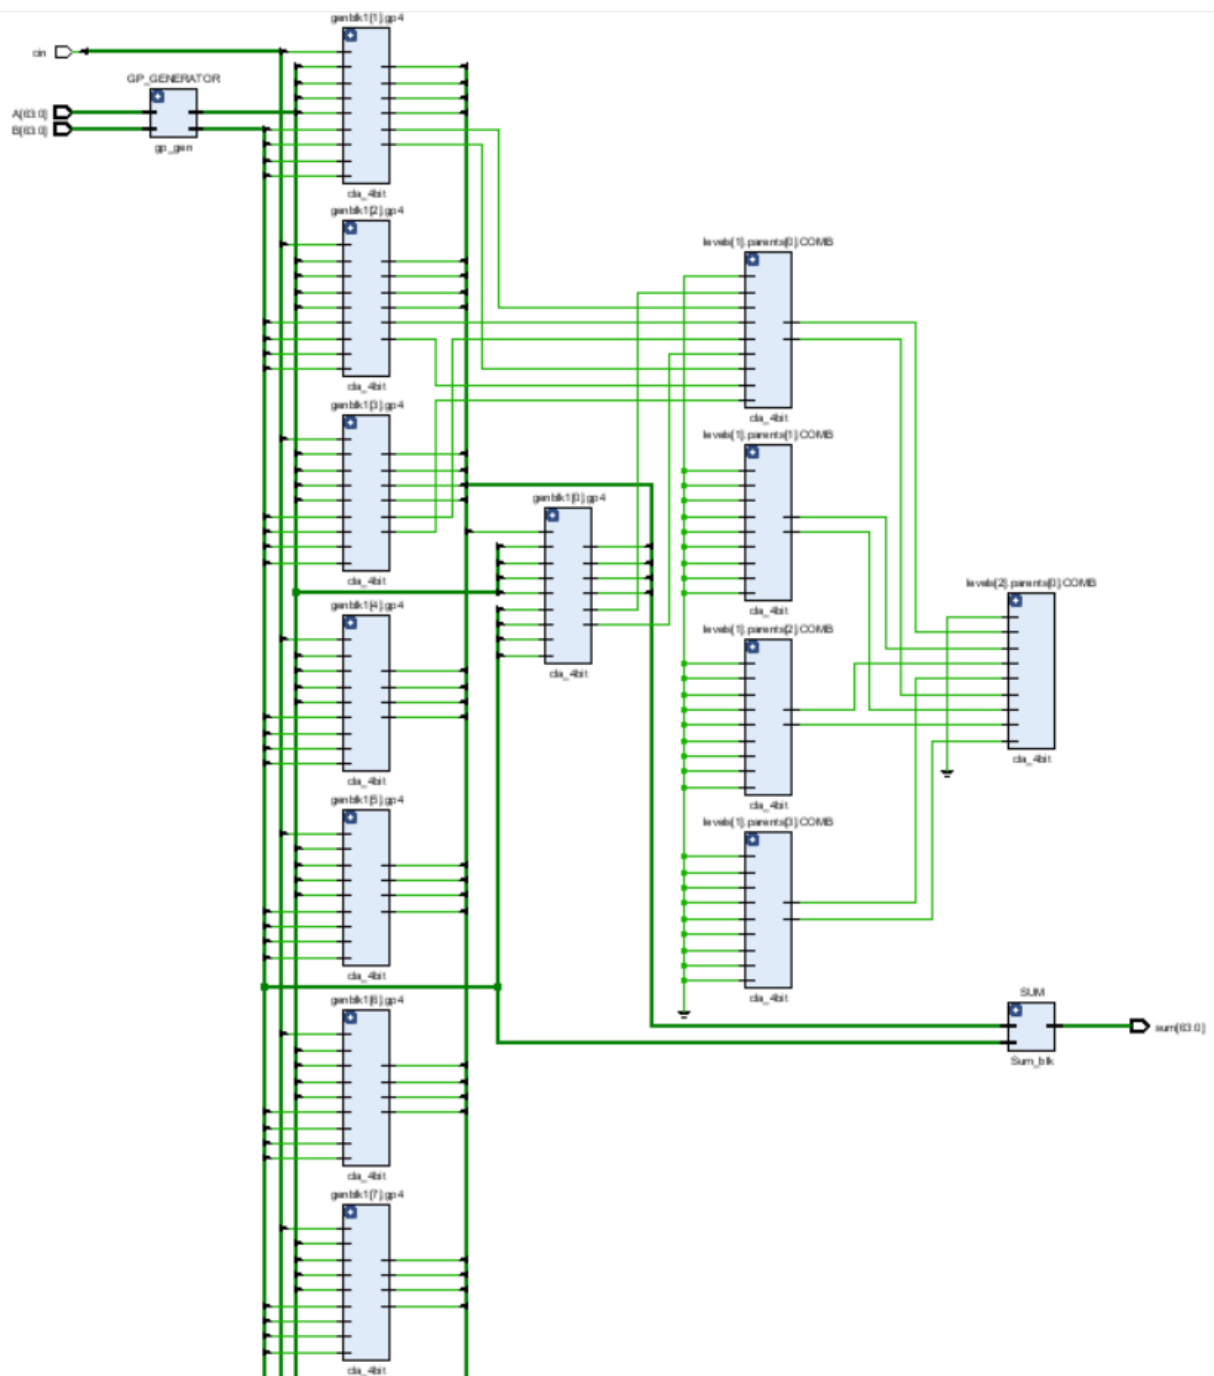 genblk1[1].gp4
cin
GP_GENERATOR
A[63:0]
B[63:0]
gp_gen
cla_4bit
genblk1[2].gp4
levels[1].parents[0].COMB
cla_4bit
genblk1[3].gp4
cla_4bit
levels[1].parents[1].COMB
genblk1[0].gp4
cla_4bit
levels[2].parents[0].COMB
genblk1[4].gp4
cla_4bit
levels[1].parents[2].COMB
cla_4bit
cla_4bit
cla_4bit
genblk1[5].gp4
cla_4bit
levels[1].parents[3].COMB
cla_4bit
SUM
cla_4bit
genblk1[6].gp4
sum[63:0]
Sum_blk
cla_4bit
genblk1[7].gp4
cla_4bit